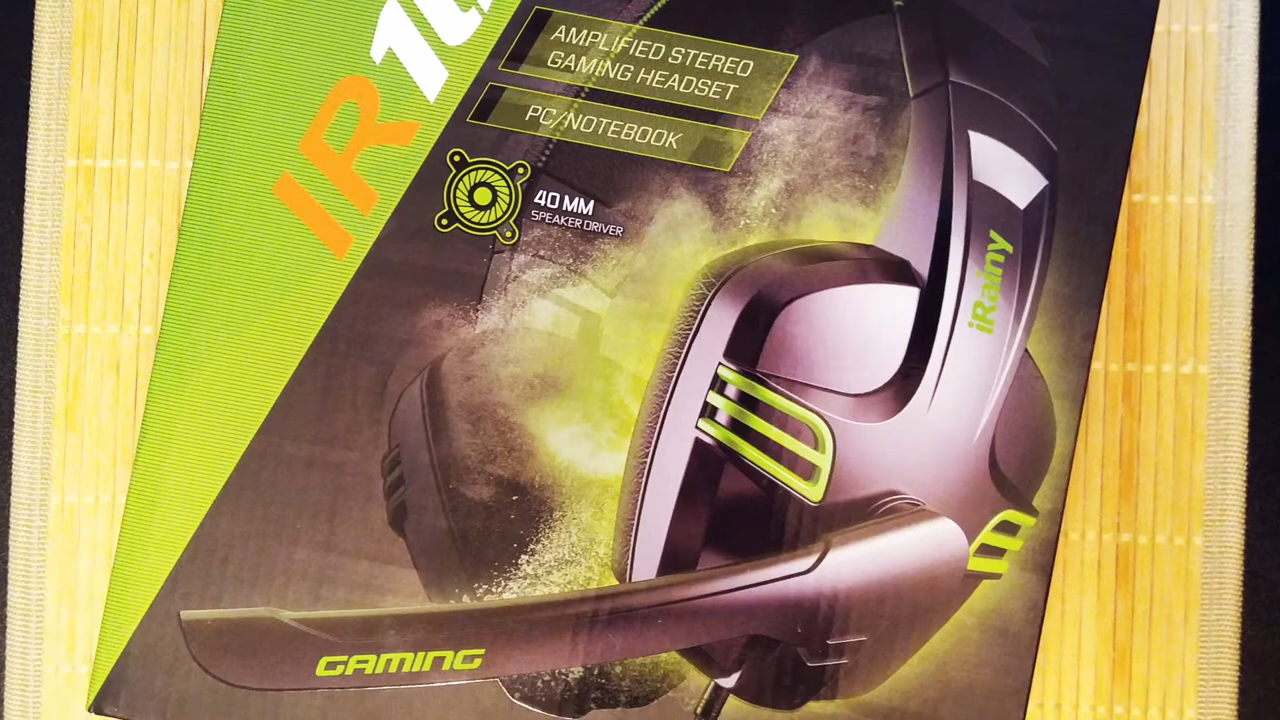 AMPLIFIED STEREO
GAMING HEADSET
PC/NOTEBOOK
40 MM
SPEAKER DRIVER
IR
iRainy
GAMING